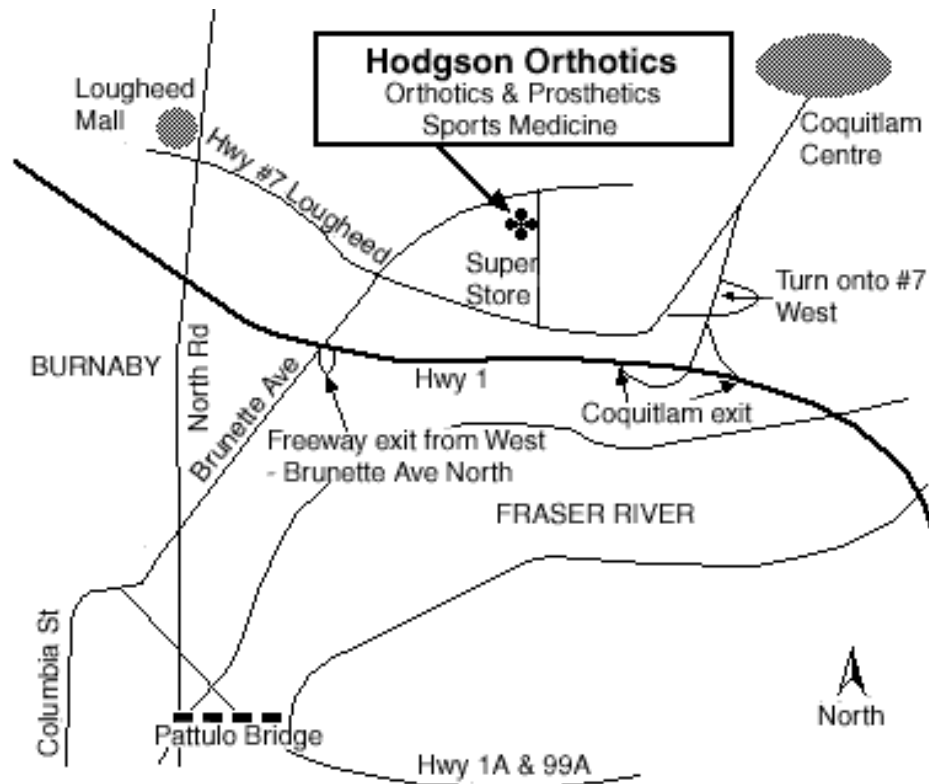 Hodgson Orthotics
Orthotics & Prosthetics
Sports Medicine
Lougheed
Mall
Hwy #7 Lougheed
Coquitlam
Centre
Super
Store
Turn onto #7
West
BURNABY
North Rd
Brunette Ave
Hwy 1
Coquitlam exit
Freeway exit from West
- Brunette Ave North
FRASER RIVER
Columbia St
Pattulo Bridge
North
Hwy 1A & 99A